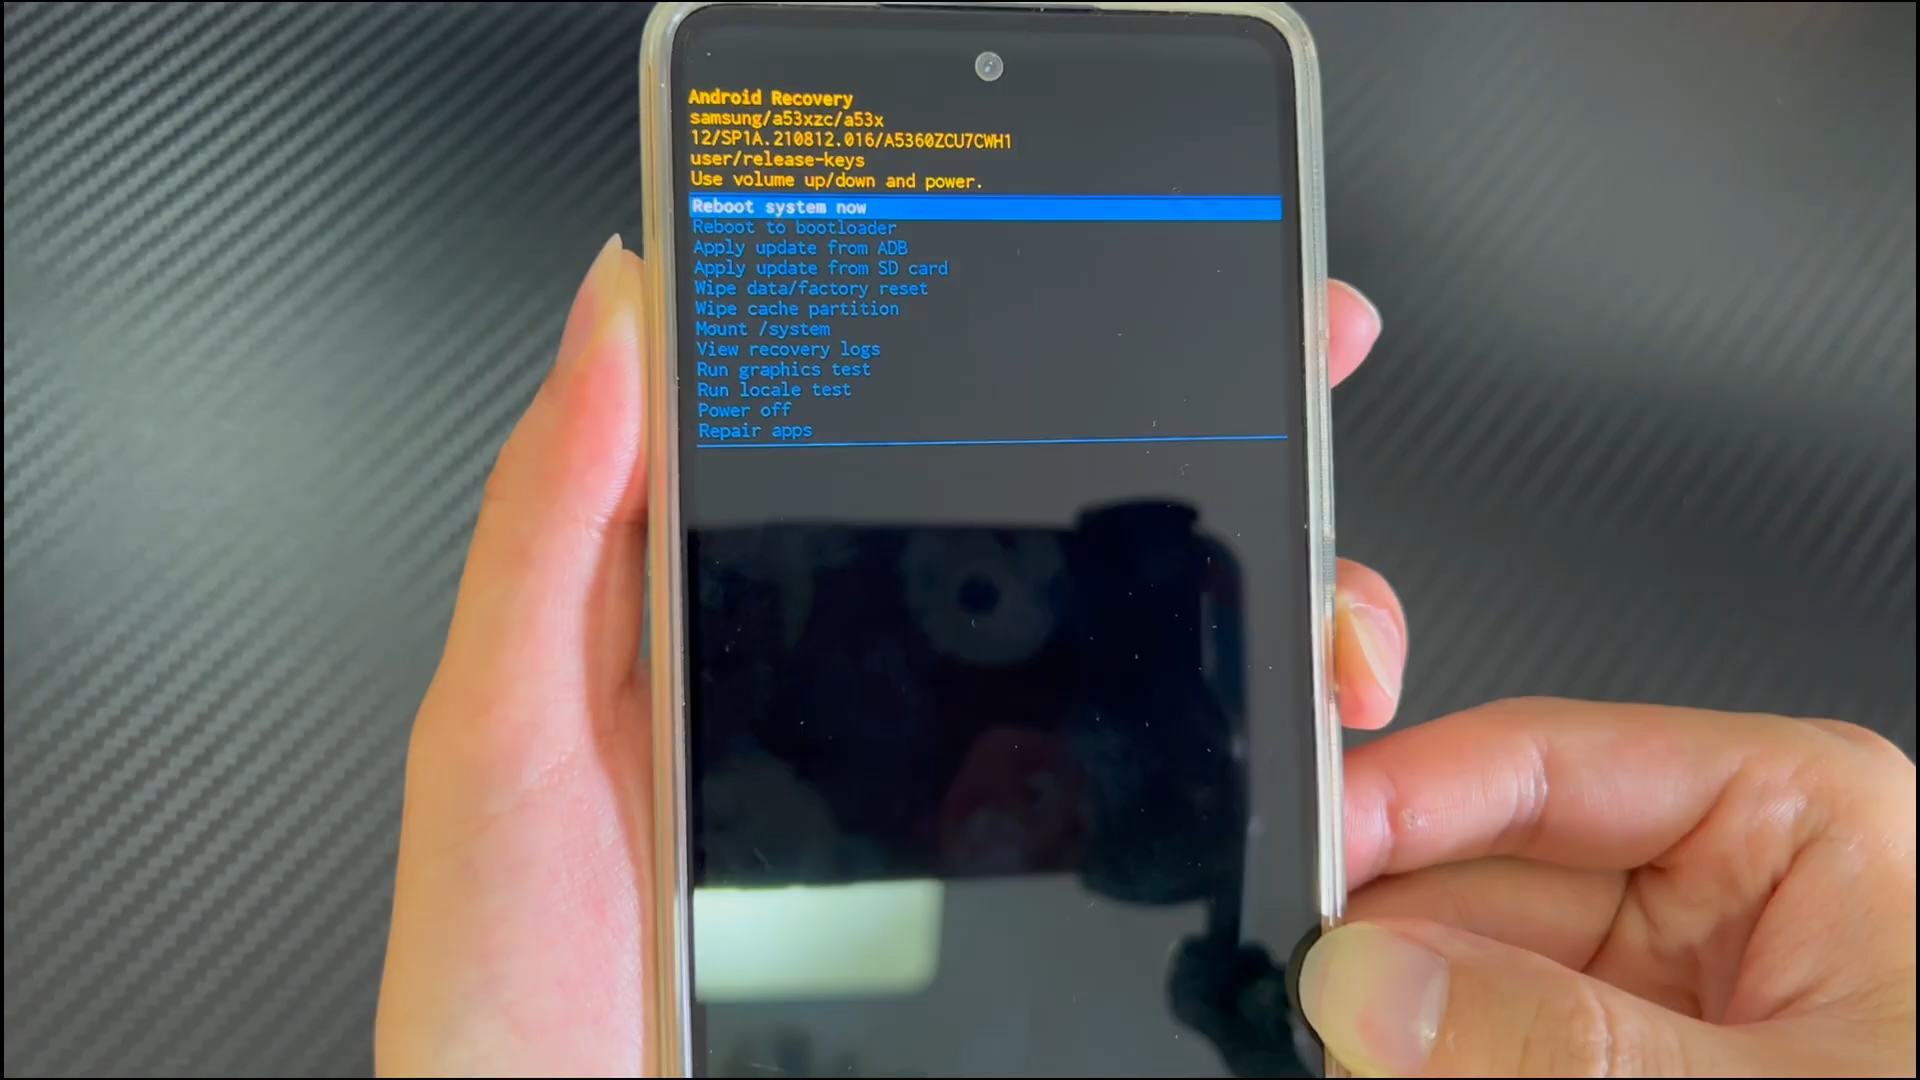 Android Recovery
samsung/a53xzc/a53x
12/SP1A.210812.016/A5360ZCU7CWH1
user/release-keys
Use volume up/down and power.
Reboot system now
Reboot to bootloader
Apply update from ADB
Apply update from SD card
Wipe data/factory reset
Wipe cache partition
Mount /system
View recovery logs
Run graphics test
Run locale test
Power off
Repair apps